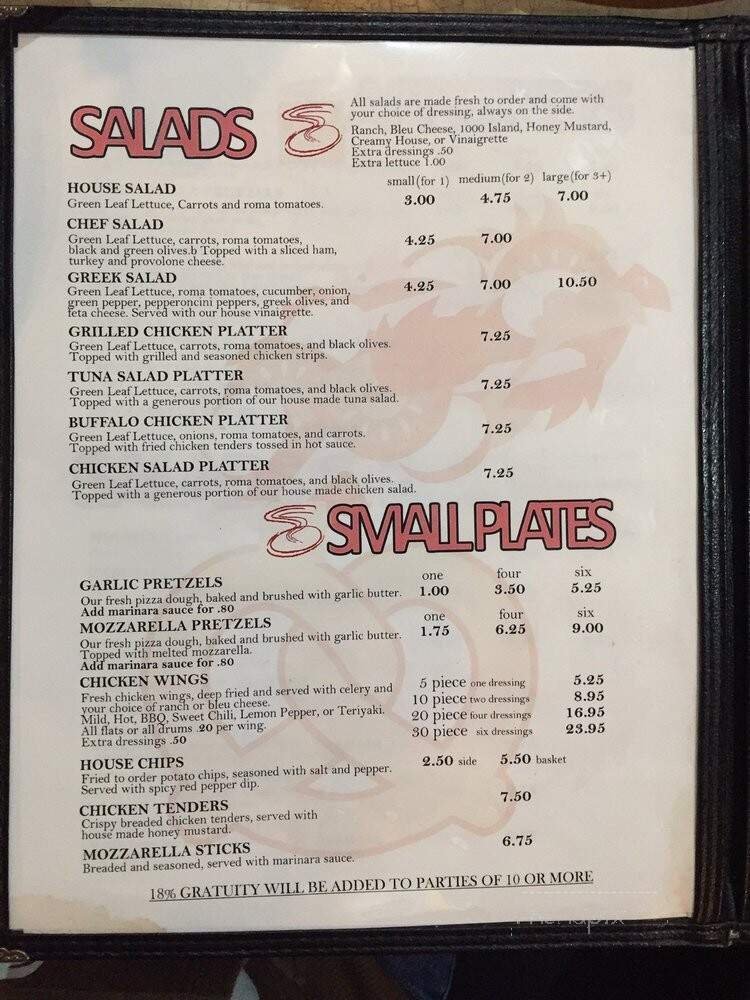 SALADS
All salads are made fresh to order and come with
your choice of dressing, always on the side.
Ranch, Bleu Cheese, 1000 Island, Honey Mustard,
Creamy House, or Vinaigrette
Extra dressings .50
Extra lettuce 1.00
small(for 1) medium(for 2) large(for 3+)
HOUSE SALAD
Green Leaf Lettuce, Carrots and roma tomatoes. 3.00 4.75 7.00
CHEF SALAD
Green Leaf Lettuce, carrots, roma tomatoes, 4.25 7.00
black and green olives.b Topped with a sliced ham,
turkey and provolone cheese.
GREEK SALAD 4.25 7.00 10.50
Green Leaf Lettuce, roma tomatoes, cucumber, onion,
green pepper, pepperoncini peppers, greek olives, and
feta cheese. Served with our house vinaigrette.
GRILLED CHICKEN PLATTER 7.25
Green Leaf Lettuce, carrots, roma tomatoes, and black olives.
Topped with grilled and seasoned chicken strips.
TUNA SALAD PLATTER 7.25
Green Leaf Lettuce, carrots, roma tomatoes, and black olives.
Topped with a generous portion of our house made tuna salad.
BUFFALO CHICKEN PLATTER 7.25
Green Leaf Lettuce, onions, roma tomatoes, and carrots.
Topped with fried chicken tenders tossed in hot sauce.
CHICKEN SALAD PLATTER 7.25
Green Leaf Lettuce, carrots, roma tomatoes, and black olives.
Topped with a generous portion of our house made chicken salad.
SMALL PLATES
one four six
GARLIC PRETZELS 1.00 3.50 5.25
Our fresh pizza dough, baked and brushed with garlic butter.
Add marinara sauce for .80
one four six
MOZZARELLA PRETZELS 1.75 6.25 9.00
Our fresh pizza dough, baked and brushed with garlic butter.
Topped with melted mozzarella.
Add marinara sauce for .80
CHICKEN WINGS 5 piece one dressing 5.25
Fresh chicken wings, deep fried and served with celery and 10 piece two dressings 8.95
your choice of ranch or bleu cheese.
Mild, Hot, BBQ, Sweet Chili, Lemon Pepper, or Teriyaki. 20 piece four dressings 16.95
All flats or all drums .20 per wing. 30 piece six dressings 23.95
Extra dressings .50
HOUSE CHIPS 2.50 side 5.50 basket
Fried to order potato chips, seasoned with salt and pepper.
Served with spicy red pepper dip.
CHICKEN TENDERS 7.50
Crispy breaded chicken tenders, served with
house made honey mustard.
MOZZARELLA STICKS 6.75
Breaded and seasoned, served with marinara sauce.
18% GRATUITY WILL BE ADDED TO PARTIES OF 10 OR MORE